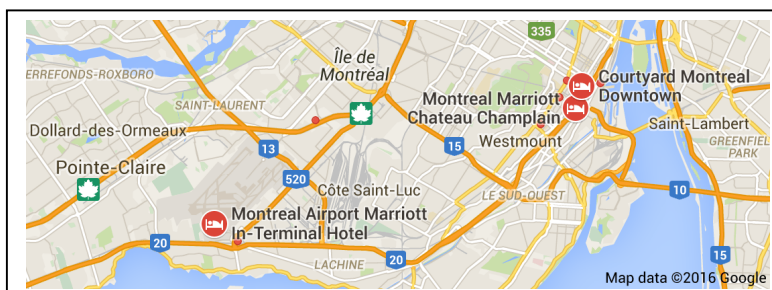 335
Île de
Montréal
ERREFONDS-ROXBORO
Courtyard Montreal
Downtown
SAINT-LAURENT
Montreal Marriott
Chateau Champlain
Dollard-des-Ormeaux
Saint-Lambert
13
15
Westmount
GREENFIEL
PARK
Pointe-Claire
520
Côte Saint-Luc
LE SUD-OUEST
10
Montreal Airport Marriott
In-Terminal Hotel
20
20
15
LACHINE
Map data ©2016 Google